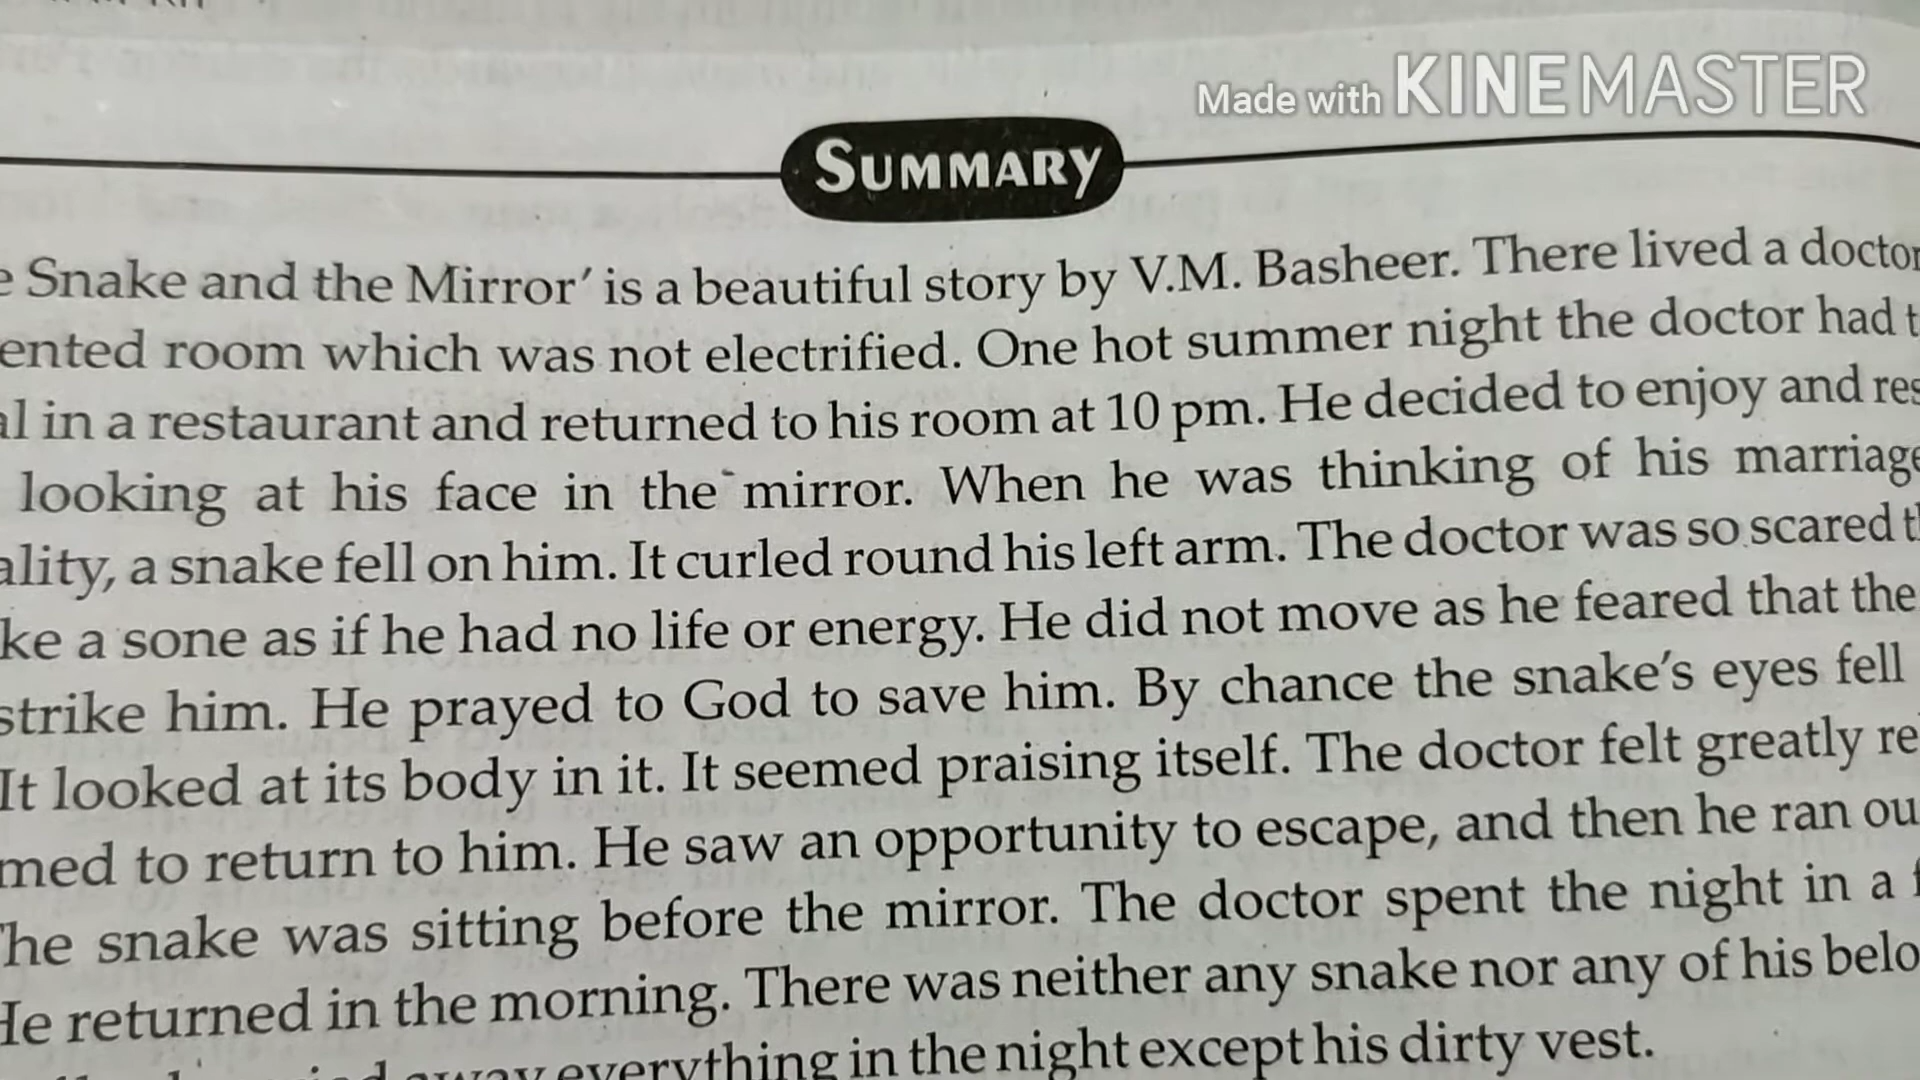 Made with KINEMASTER
SUMMARY
Snake and the Mirror' is a beautiful story by V.M. Basheer. There lived a doctor
room which was not electrified. One hot summer night the doctor had
in a restaurant and returned to his room at 10 pm. He decided to enjoy and
looking at his face in the mirror. When he was thinking of his marriage
a snake fell on him. It curled round his left arm. The doctor was so scared
a sone as if he had no life or energy. He did not move as he feared that the
strike him. He prayed to God to save him. By chance the snake's eyes fell
It looked at its body in it. It seemed praising itself. The doctor felt greatly
to return to him. He saw an opportunity to escape, and then he ran
The snake was sitting before the mirror. The doctor spent the night in a
He returned in the morning. There was neither any snake nor any of his
away everything in the night except his dirty vest.